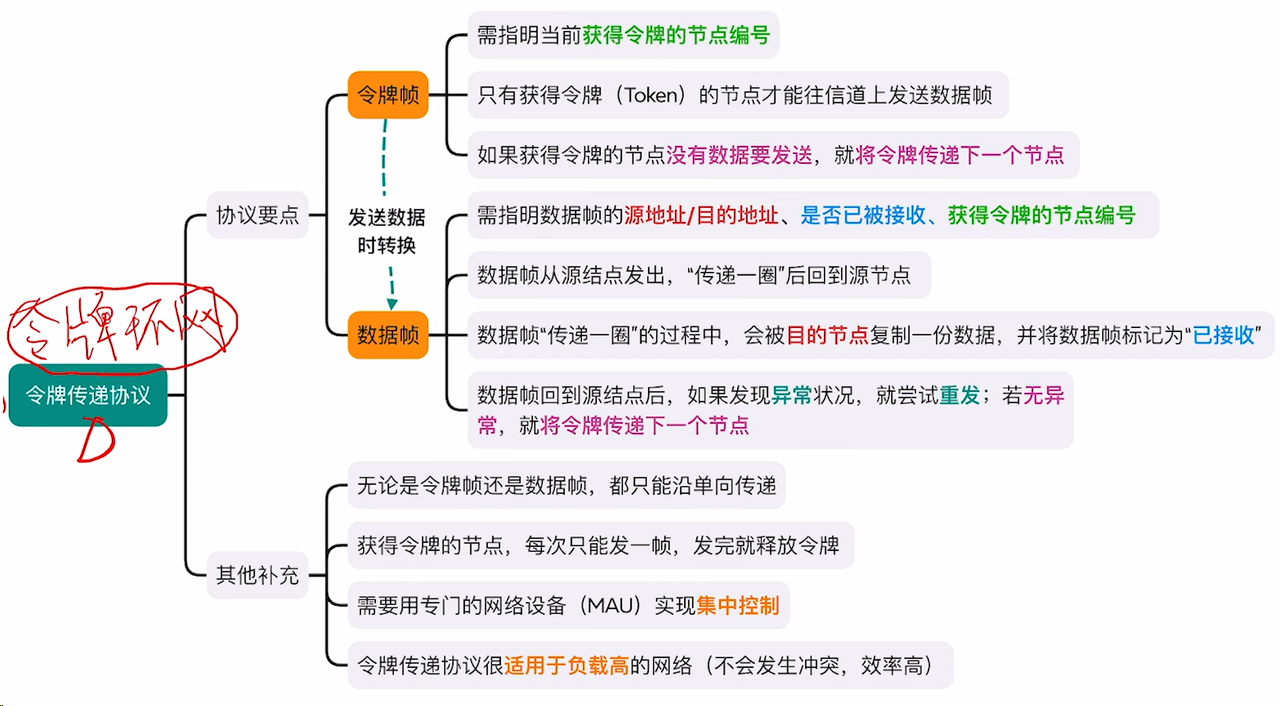 令牌环网
令牌传递协议
D
协议要点
令牌帧
需指明当前获得令牌的节点编号
只有获得令牌（Token）的节点才能往信道上发送数据帧
如果获得令牌的节点没有数据要发送，就将令牌传递下一个节点
发送数据
时转换
数据帧
需指明数据帧的源地址/目的地址、是否已被接收、获得令牌的节点编号
数据帧从源结点发出，“传递一圈”后回到源节点
数据帧“传递一圈”的过程中，会被目的节点复制一份数据，并将数据帧标记为“已接收”
数据帧回到源结点后，如果发现异常状况，就尝试重发；若无异
常，就将令牌传递下一个节点
其他补充
无论是令牌帧还是数据帧，都只能沿单向传递
获得令牌的节点，每次只能发一帧，发完就释放令牌
需要用专门的网络设备（MAU）实现集中控制
令牌传递协议很适用于负载高的网络（不会发生冲突，效率高）